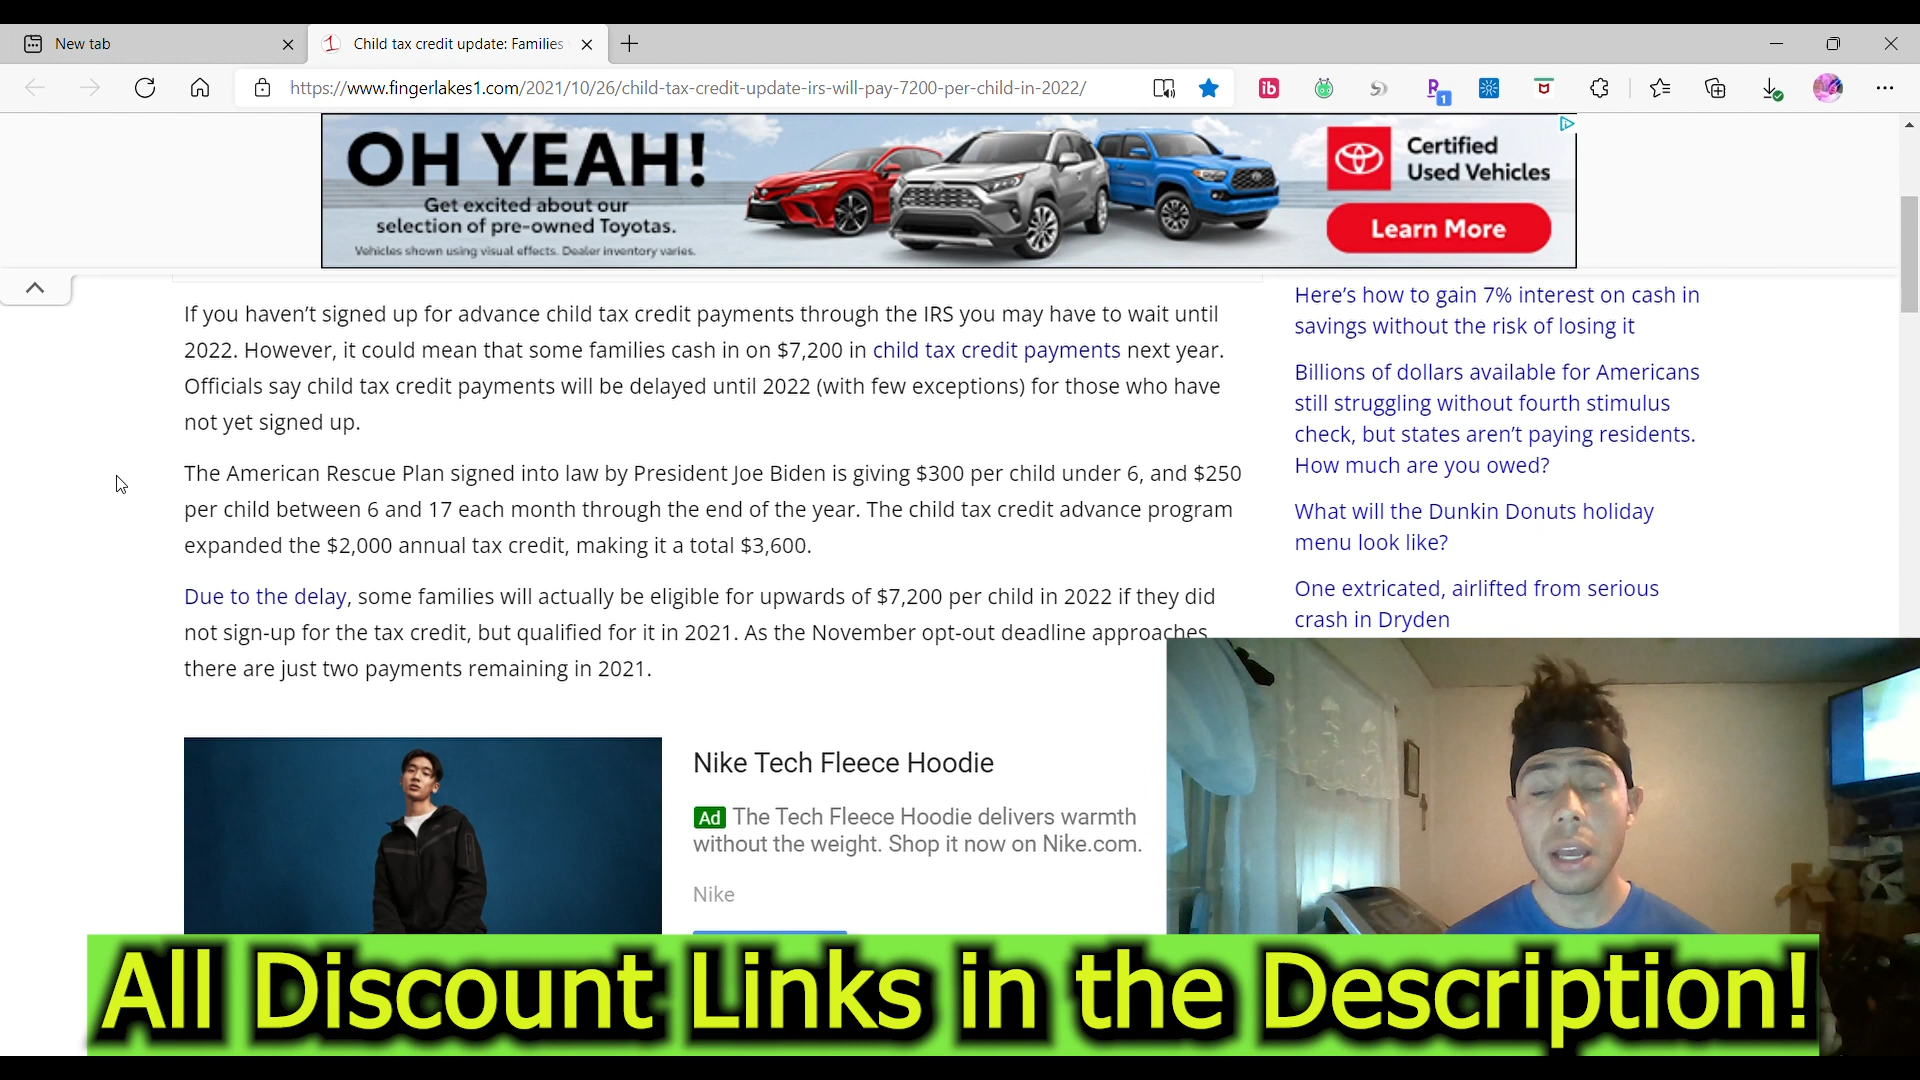 New tab
Child tax credit update: Families
https://www.fingerlakes1.com/2021/10/26/child-tax-credit-update-irs-will-pay-7200-per-child-in-2022/
ib
1
OH YEAH!
Get excited about our
selection of pre-owned Toyotas.
Vehicles shown using visual effects. Dealer inventory varies.
Certified
Used Vehicles
Learn More
If you haven’t signed up for advance child tax credit payments through the IRS you may have to wait until
2022. However, it could mean that some families cash in on $7,200 in child tax credit payments next year.
Officials say child tax credit payments will be delayed until 2022 (with few exceptions) for those who have
not yet signed up.
The American Rescue Plan signed into law by President Joe Biden is giving $300 per child under 6, and $250
per child between 6 and 17 each month through the end of the year. The child tax credit advance program
expanded the $2,000 annual tax credit, making it a total $3,600.
Due to the delay, some families will actually be eligible for upwards of $7,200 per child in 2022 if they did
not sign-up for the tax credit, but qualified for it in 2021. As the November opt-out deadline approaches
there are just two payments remaining in 2021.
Here’s how to gain 7% interest on cash in
savings without the risk of losing it
Billions of dollars available for Americans
still struggling without fourth stimulus
check, but states aren’t paying residents.
How much are you owed?
What will the Dunkin Donuts holiday
menu look like?
One extricated, airlifted from serious
crash in Dryden
Nike Tech Fleece Hoodie
Ad The Tech Fleece Hoodie delivers warmth
without the weight. Shop it now on Nike.com.
Nike
All Discount Links in the Description!